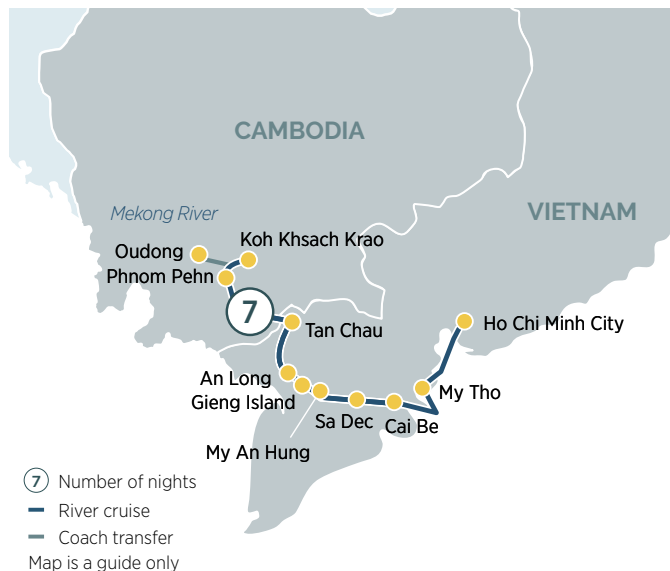 CAMBODIA
VIETNAM
Mekong River
Koh Khsach Krao
Oudong
Phnom Pehn
7
Tan Chau
Ho Chi Minh City
An Long
Gieng Island
My Tho
Sa Dec
Cai Be
My An Hung
7 Number of nights
River cruise
Coach transfer
Map is a guide only